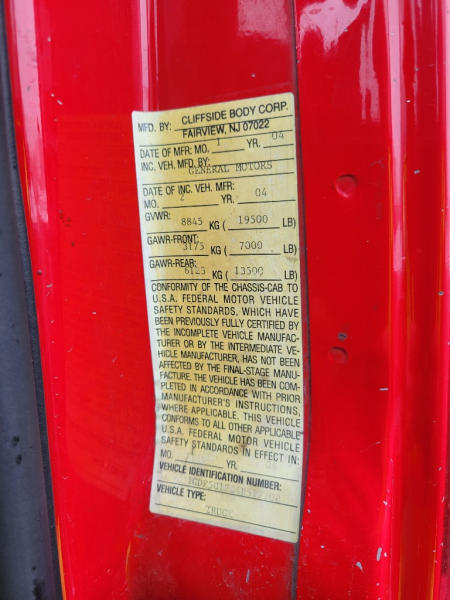 MFD. BY: CLIFFSIDE BODY CORP.
FAIRVIEW, NJ 07022
DATE OF MFR: MO. 1 YR. 04
INC. VEH. MFD. BY: GENERAL MOTORS
DATE OF INC. VEH. MFR:
MO. 2 YR. 04
GVWR: 8845 KG ( 19500 LB)
GAWR-FRONT:
3175 KG ( 7000 LB)
GAWR-REAR:
6123 KG ( 13500 LB)
CONFORMITY OF THE CHASSIS-CAB TO
U.S.A. FEDERAL MOTOR VEHICLE
SAFETY STANDARDS, WHICH HAVE
BEEN PREVIOUSLY FULLY CERTIFIED BY
THE INCOMPLETE VEHICLE MANUFAC-
TURER OR BY THE INTERMEDIATE VE-
HICLE MANUFACTURER, HAS NOT BEEN
AFFECTED BY THE FINAL-STAGE MANU-
FACTURE. THE VEHICLE HAS BEEN COM-
PLETED IN ACCORDANCE WITH PRIOR
MANUFACTURER'S INSTRUCTIONS,
WHERE APPLICABLE. THIS VEHICLE
CONFORMS TO ALL OTHER APPLICABLE
U.S.A. FEDERAL MOTOR VEHICLE
SAFETY STANDARDS IN EFFECT IN:
MO. YR.
VEHICLE IDENTIFICATION NUMBER:
VEHICLE TYPE:
TRUCK